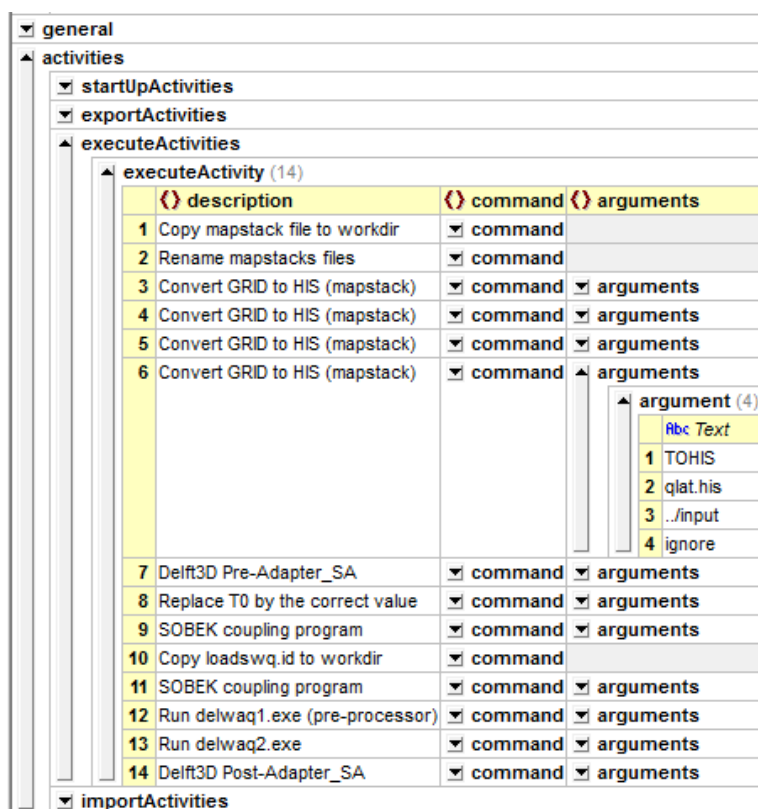 general
activities
startUpActivities
exportActivities
executeActivities
executeActivity (14)
{} description {} command {} arguments
1 Copy mapstack file to workdir command
2 Rename mapstacks files command
3 Convert GRID to HIS (mapstack) command arguments
4 Convert GRID to HIS (mapstack) command arguments
5 Convert GRID to HIS (mapstack) command arguments
6 Convert GRID to HIS (mapstack) command arguments
argument (4)
Abc Text
1 TOHIS
2 qlat.his
3 ../input
4 ignore
7 Delft3D Pre-Adapter_SA command arguments
8 Replace T0 by the correct value command arguments
9 SOBEK coupling program command arguments
10 Copy loadswq.id to workdir command
11 SOBEK coupling program command arguments
12 Run delwaq1.exe (pre-processor) command arguments
13 Run delwaq2.exe command arguments
14 Delft3D Post-Adapter_SA command arguments
importActivities